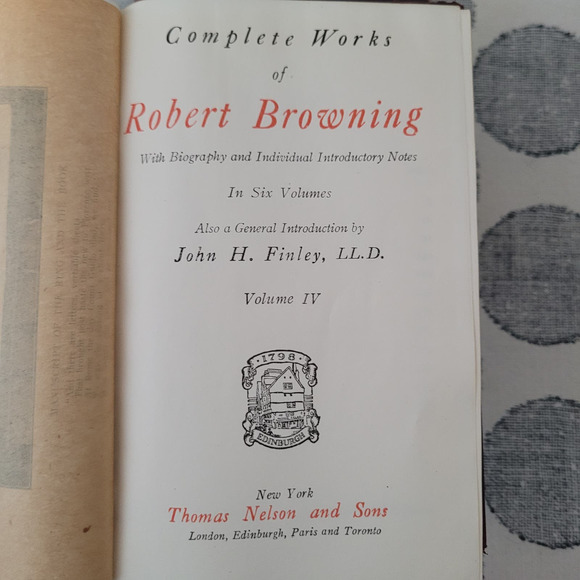 Complete Works
of
Robert Browning
With Biography and Individual Introductory Notes
In Six Volumes
Also a General Introduction by
John H. Finley, LL.D.
Volume IV
·1798·
EDINBURGH
New York
Thomas Nelson and Sons
London, Edinburgh, Paris and Toronto